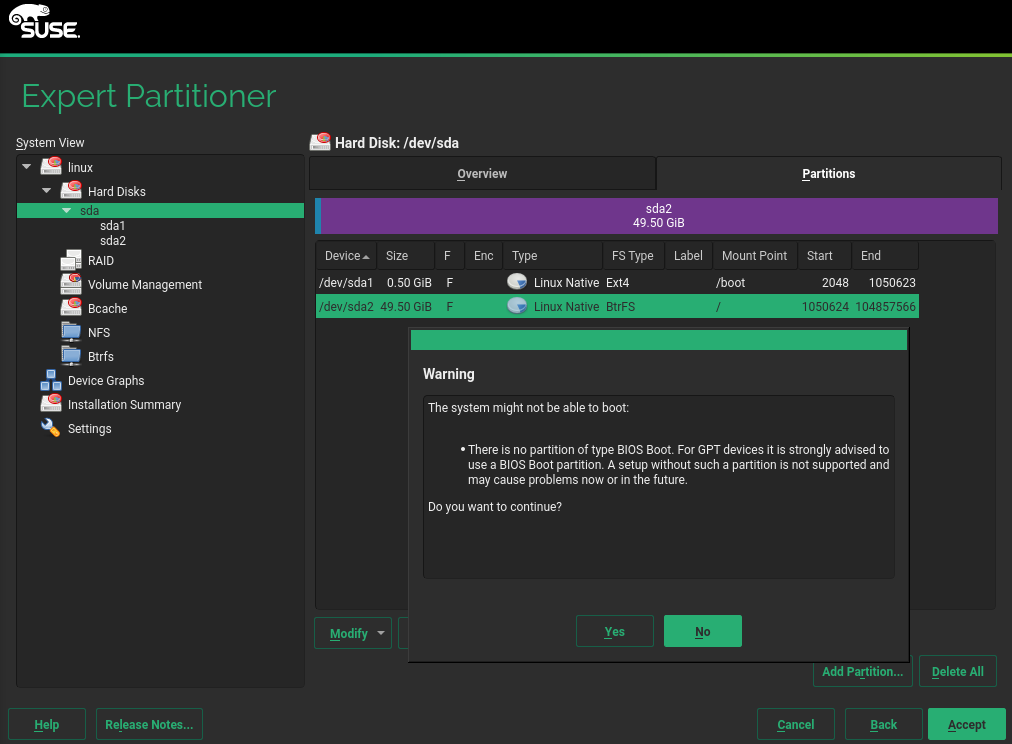 SUSE.
Expert Partitioner
System View
linux
Hard Disks
sda
sda1
sda2
RAID
Volume Management
Bcache
NFS
Btrfs
Device Graphs
Installation Summary
Settings
Hard Disk: /dev/sda
Overview Partitions
sda2
49.50 GiB
Device Size F Enc Type FS Type Label Mount Point Start End
/dev/sda1 0.50 GiB F Linux Native Ext4 /boot 2048 1050623
/dev/sda2 49.50 GiB F Linux Native BtrFS / 1050624 104857566
Warning
The system might not be able to boot:
• There is no partition of type BIOS Boot. For GPT devices it is strongly advised to
use a BIOS Boot partition. A setup without such a partition is not supported and
may cause problems now or in the future.
Do you want to continue?
Yes No
Modify
Add Partition... Delete All
Help Release Notes... Cancel Back Accept